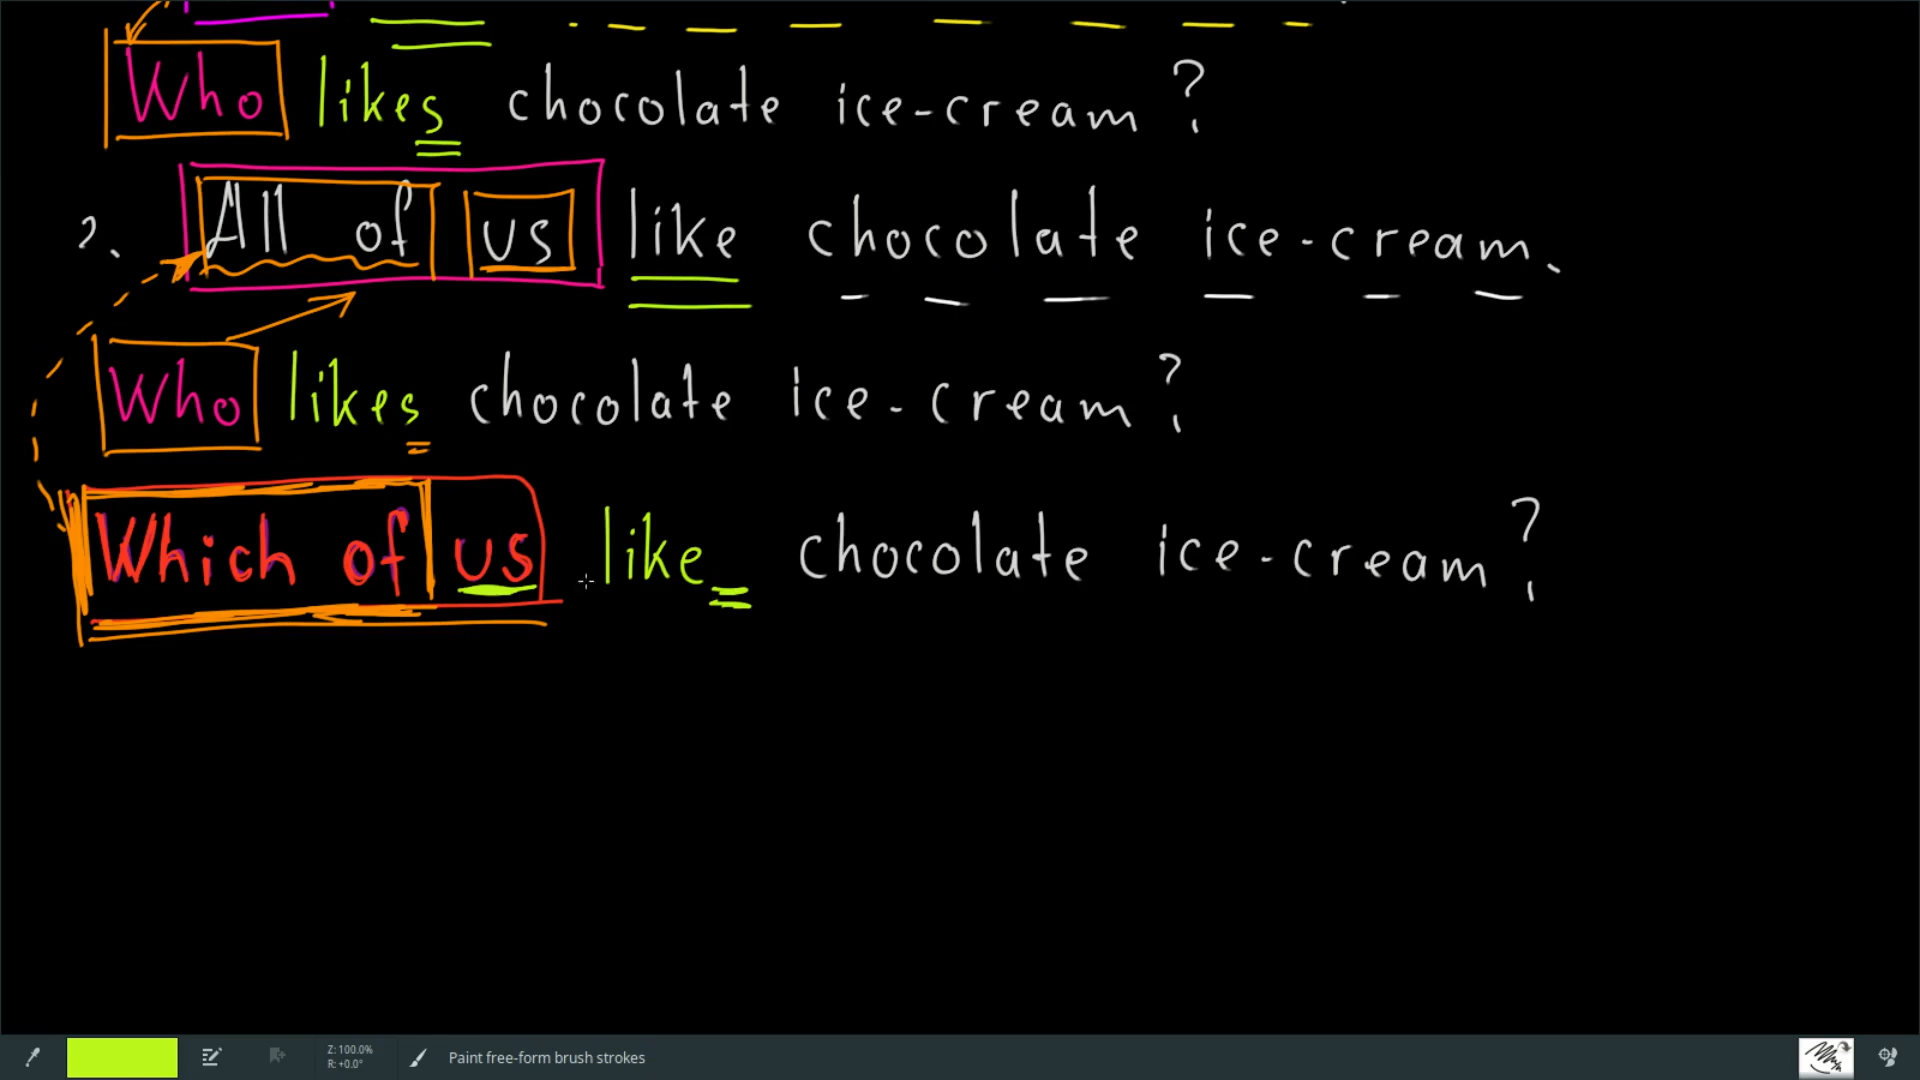 Who likes chocolate ice-cream?
2. All of us like chocolate ice-cream.
Who likes chocolate ice-cream?
Which of us like chocolate ice-cream?
Z: 100.0%
R: +0.0°
Paint free-form brush strokes